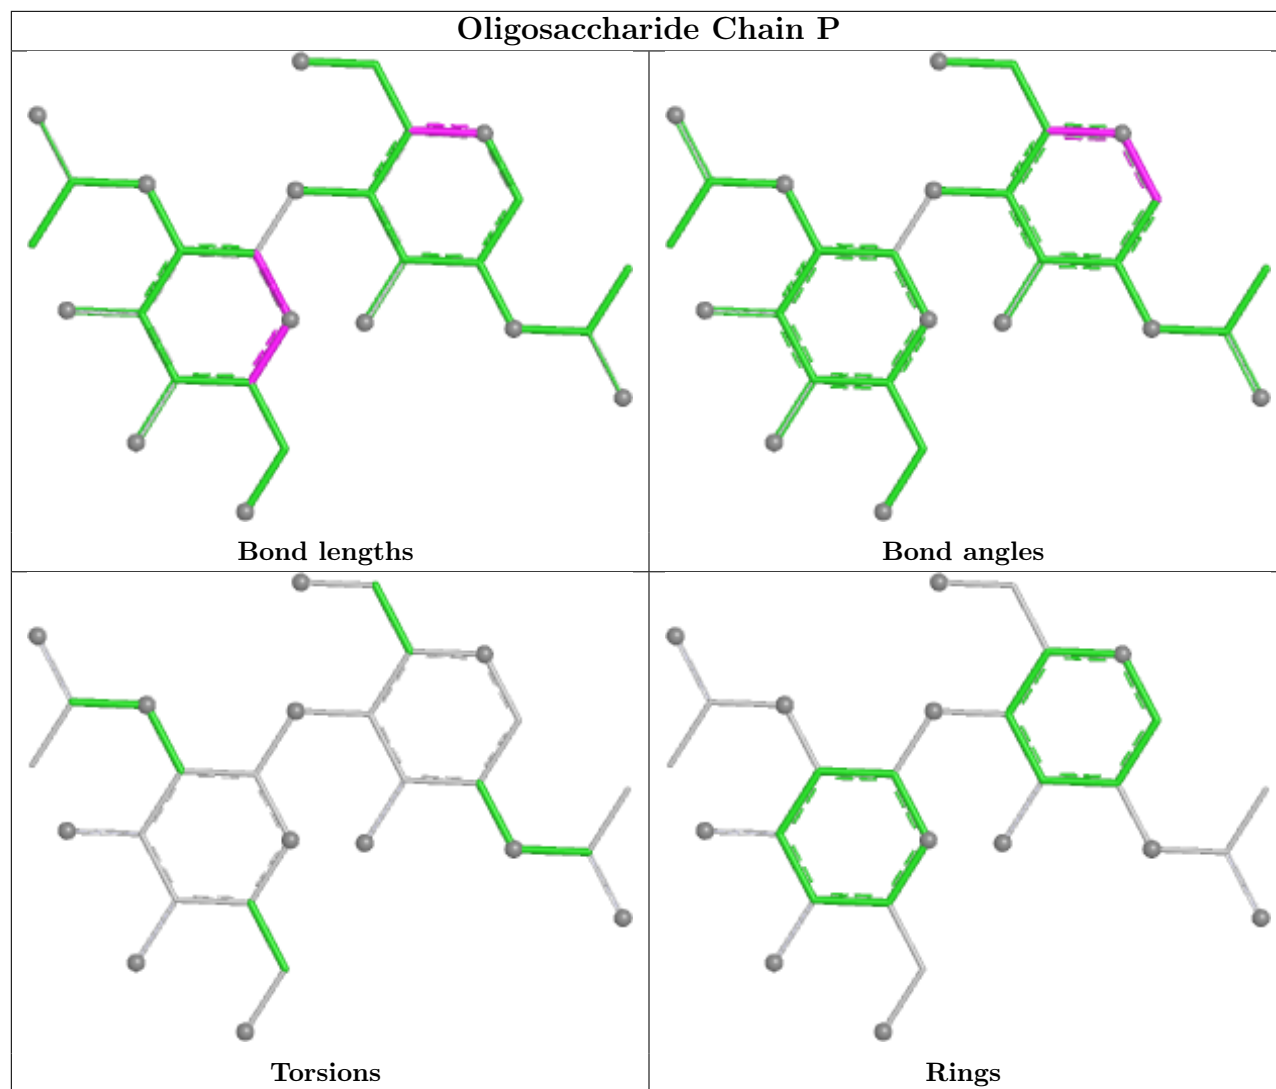 Oligosaccharide Chain P
Bond lengths
Bond angles
Torsions
Rings